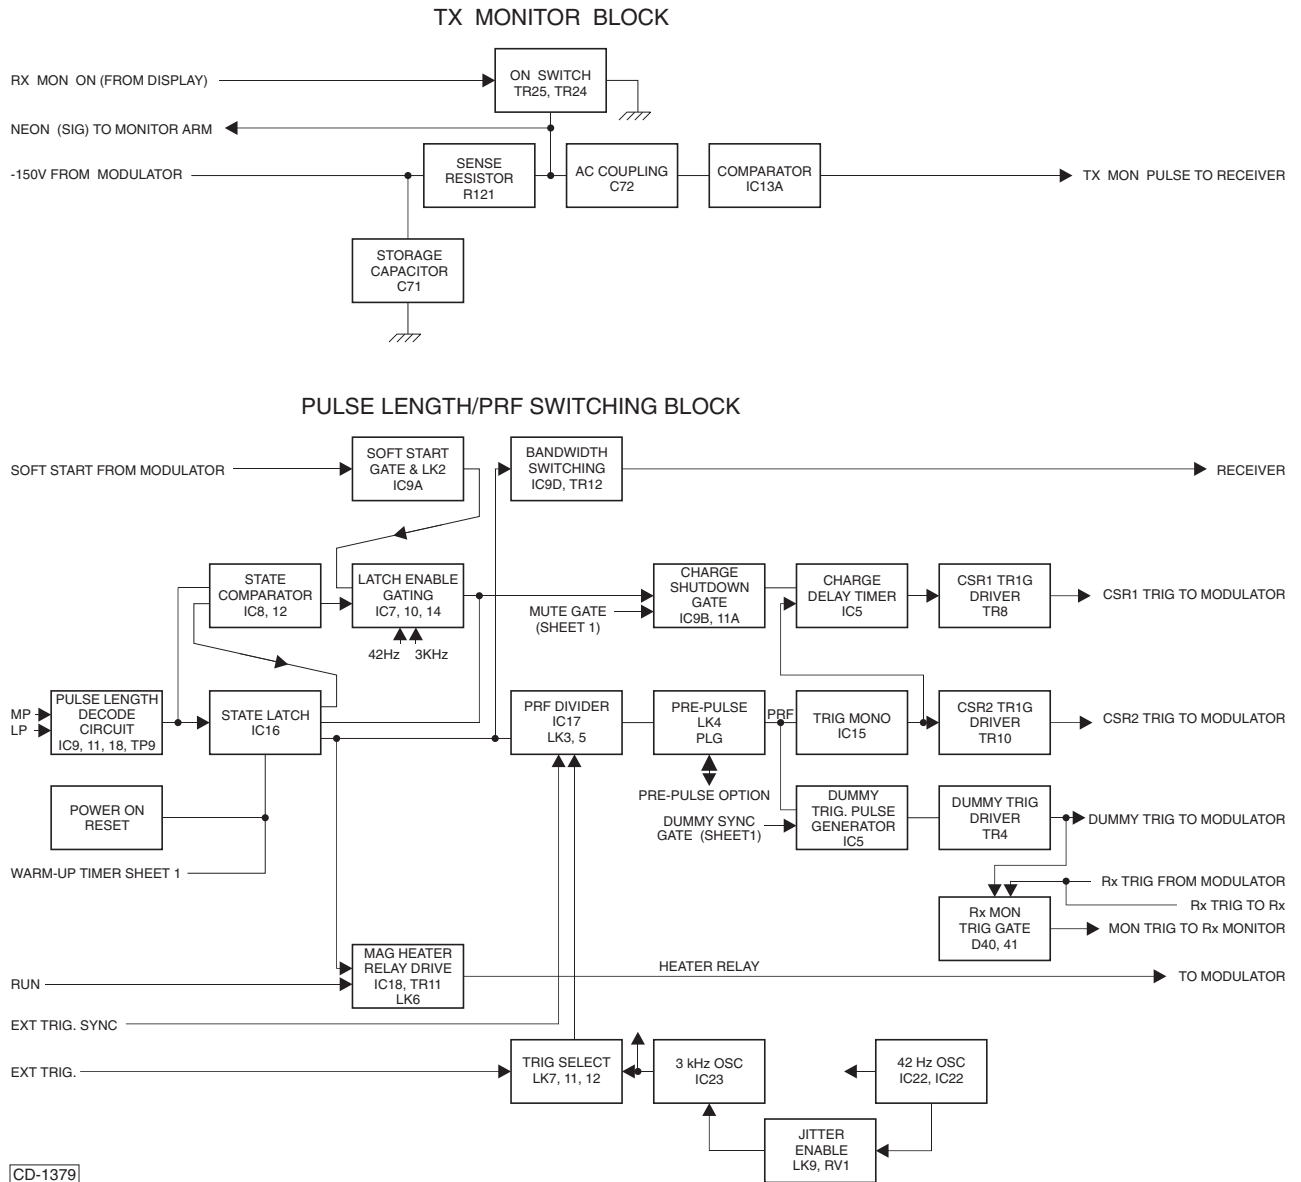 TX MONITOR BLOCK
RX MON ON (FROM DISPLAY)
ON SWITCH
TR25, TR24
NEON (SIG) TO MONITOR ARM
-150V FROM MODULATOR
SENSE
RESISTOR
R121
AC COUPLING
C72
COMPARATOR
IC13A
TX MON PULSE TO RECEIVER
STORAGE
CAPACITOR
C71
PULSE LENGTH/PRF SWITCHING BLOCK
SOFT START FROM MODULATOR
SOFT START
GATE & LK2
IC9A
BANDWIDTH
SWITCHING
IC9D, TR12
RECEIVER
STATE
COMPARATOR
IC8, 12
LATCH ENABLE
GATING
IC7, 10, 14
42Hz
3KHz
MUTE GATE
(SHEET 1)
CHARGE
SHUTDOWN
GATE
IC9B, 11A
CHARGE
DELAY TIMER
IC5
CSR1 TR1G
DRIVER
TR8
CSR1 TRIG TO MODULATOR
MP
LP
PULSE LENGTH
DECODE
CIRCUIT
IC9, 11, 18, TP9
STATE LATCH
IC16
PRF DIVIDER
IC17
LK3, 5
PRE-PULSE
LK4
PLG
PRF
TRIG MONO
IC15
CSR2 TR1G
DRIVER
TR10
CSR2 TRIG TO MODULATOR
POWER ON
RESET
PRE-PULSE OPTION
DUMMY SYNC
GATE (SHEET1)
DUMMY
TRIG. PULSE
GENERATOR
IC5
DUMMY TRIG
DRIVER
TR4
DUMMY TRIG TO MODULATOR
WARM-UP TIMER SHEET 1
Rx TRIG FROM MODULATOR
Rx TRIG TO Rx
Rx MON
TRIG GATE
D40, 41
MON TRIG TO Rx MONITOR
MAG HEATER
RELAY DRIVE
IC18, TR11
LK6
HEATER RELAY
TO MODULATOR
RUN
EXT TRIG. SYNC
EXT TRIG.
TRIG SELECT
LK7, 11, 12
3 kHz OSC
IC23
42 Hz OSC
IC22, IC22
JITTER
ENABLE
LK9, RV1
CD-1379